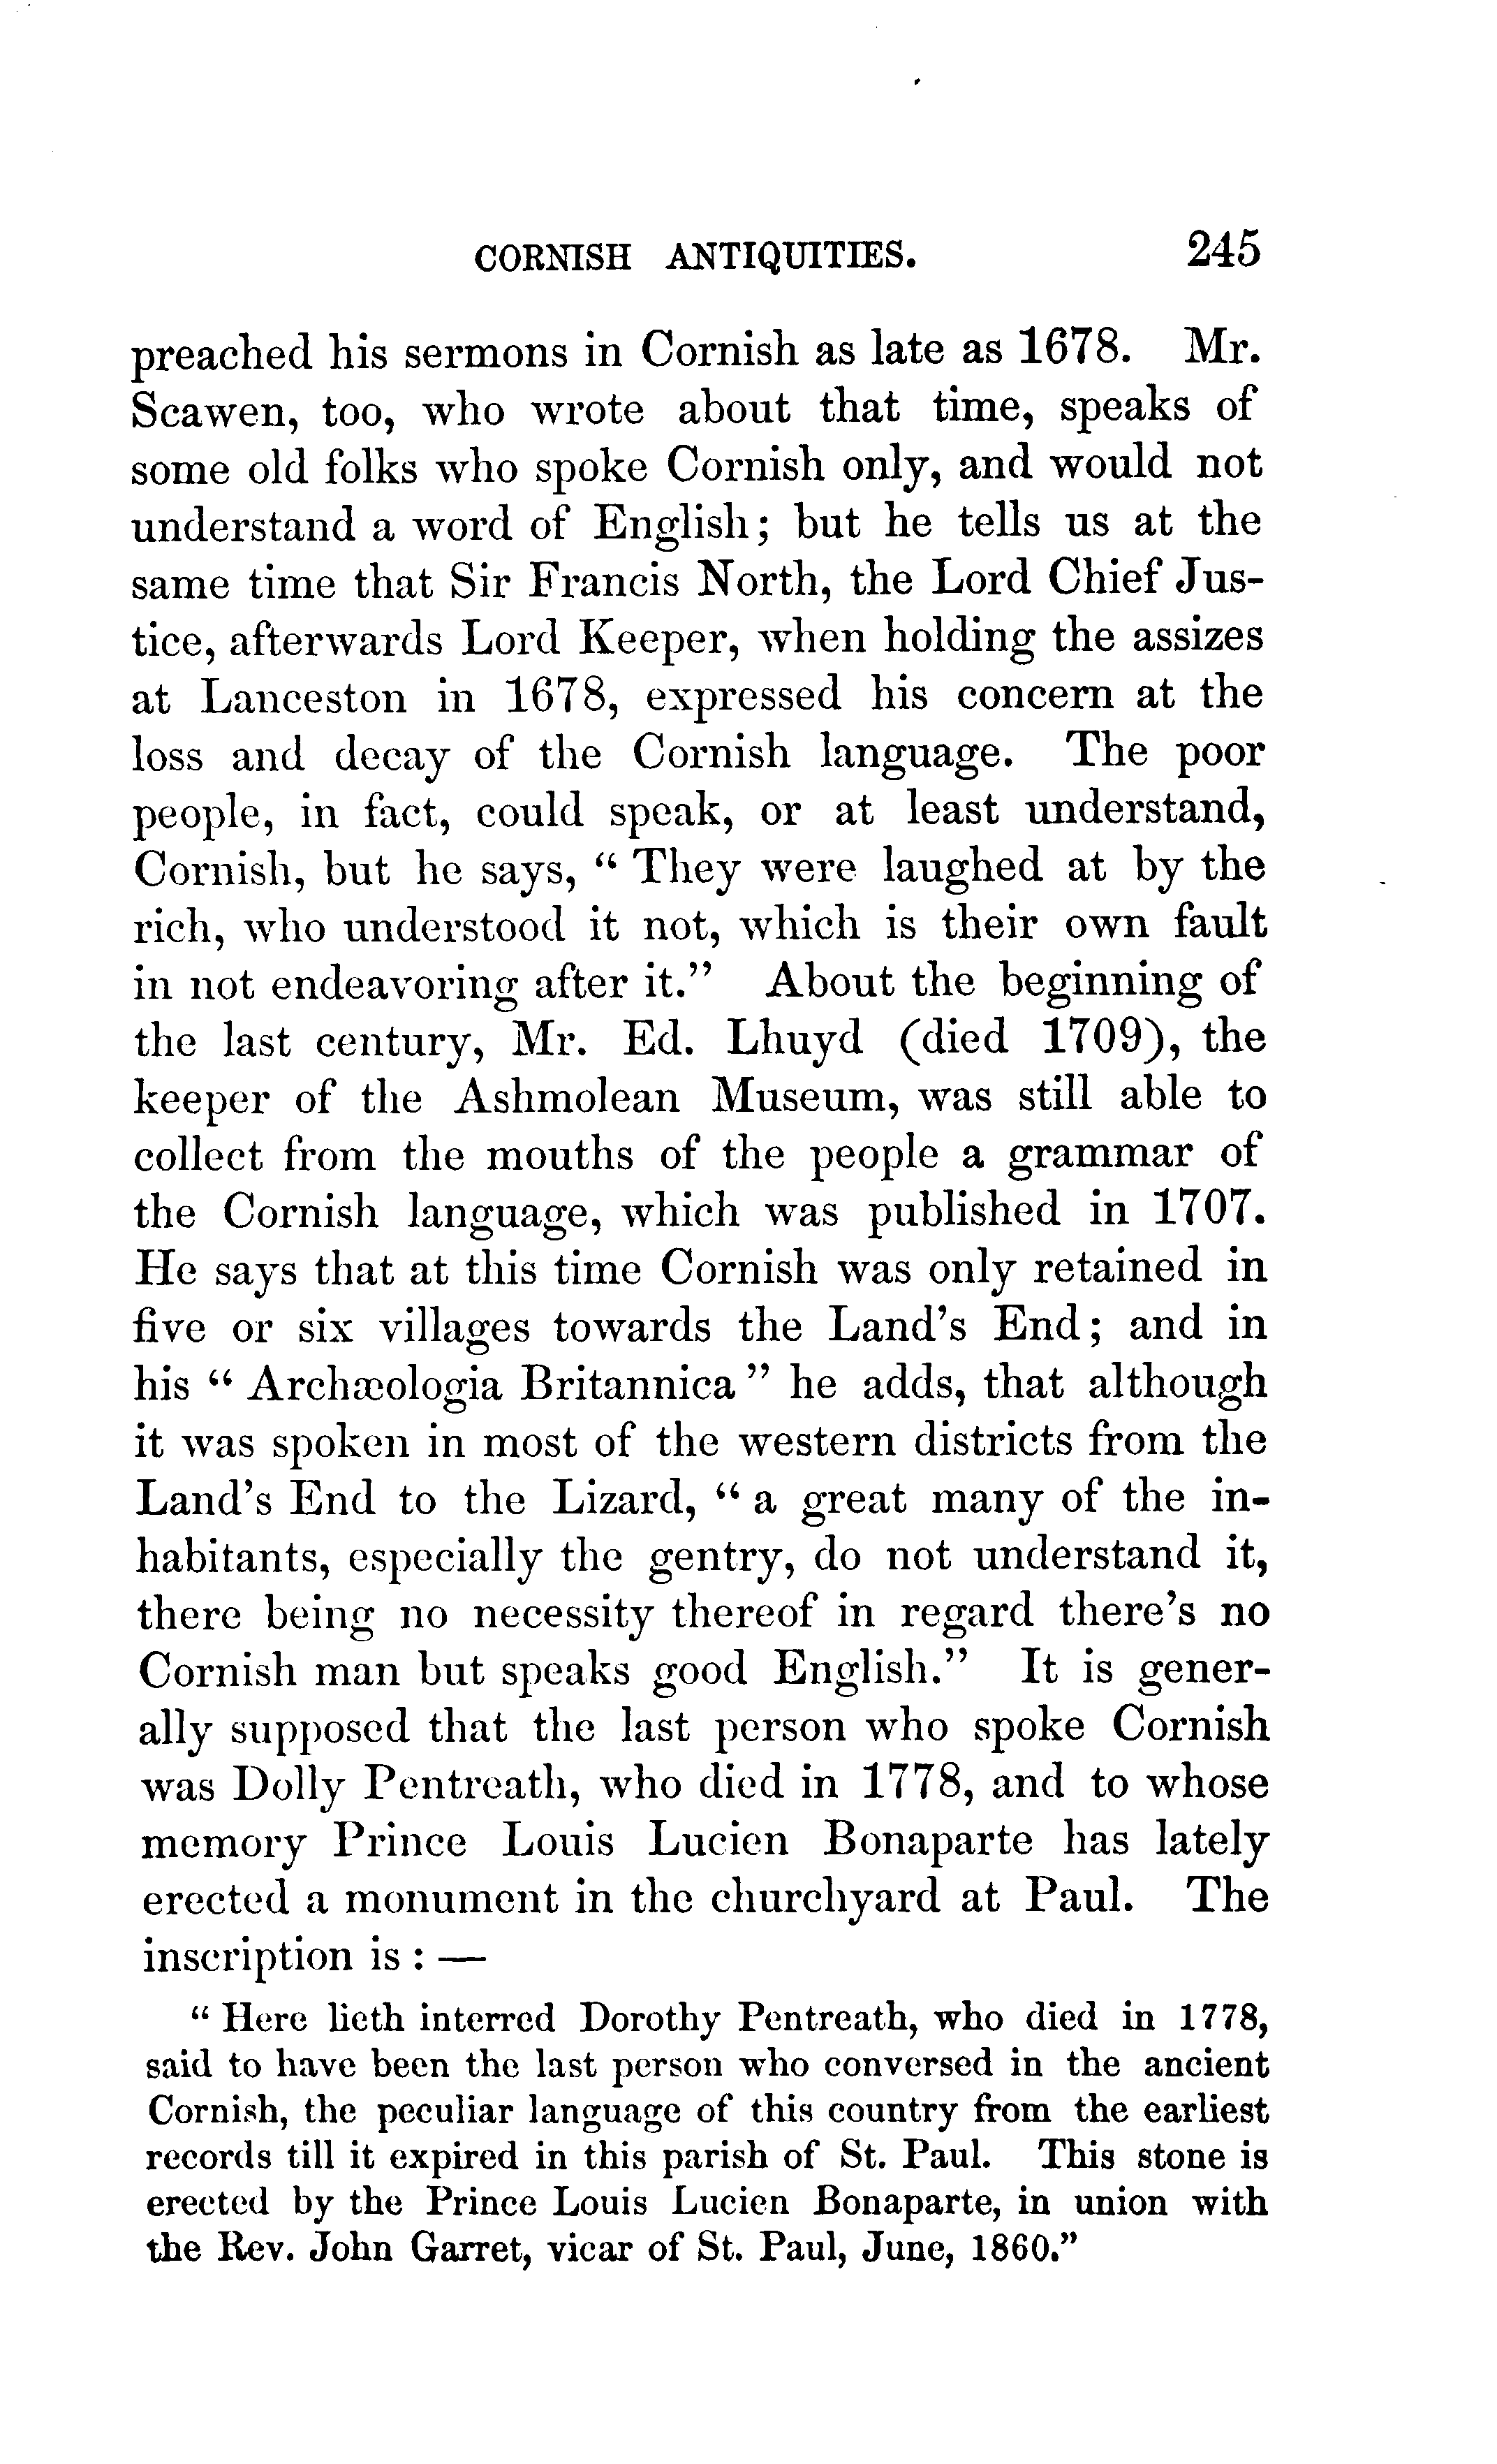 CORNISH ANTIQUITIES. 245
preached his sermons in Cornish as late as 1678. Mr.
Scawen, too, who wrote about that time, speaks of
some old folks who spoke Cornish only, and would not
understand a word of English; but he tells us at the
same time that Sir Francis North, the Lord Chief Jus-
tice, afterwards Lord Keeper, when holding the assizes
at Lanceston in 1678, expressed his concern at the
loss and decay of the Cornish language. The poor
people, in fact, could speak, or at least understand,
Cornish, but he says, “ They were laughed at by the
rich, who understood it not, which is their own fault
in not endeavoring after it.” About the beginning of
the last century, Mr. Ed. Lhuyd (died 1709), the
keeper of the Ashmolean Museum, was still able to
collect from the mouths of the people a grammar of
the Cornish language, which was published in 1707.
He says that at this time Cornish was only retained in
five or six villages towards the Land's End; and in
his “ Archæologia Britannica ” he adds, that although
it was spoken in most of the western districts from the
Land's End to the Lizard, “ a great many of the in-
habitants, especially the gentry, do not understand it,
there being no necessity thereof in regard there's no
Cornish man but speaks good English.” It is gener-
ally supposed that the last person who spoke Cornish
was Dolly Pentreath, who died in 1778, and to whose
memory Prince Louis Lucien Bonaparte has lately
erected a monument in the churchyard at Paul. The
inscription is : —
“ Here lieth interred Dorothy Pentreath, who died in 1778,
said to have been the last person who conversed in the ancient
Cornish, the peculiar language of this country from the earliest
records till it expired in this parish of St. Paul. This stone is
erected by the Prince Louis Lucien Bonaparte, in union with
the Rev. John Garret, vicar of St. Paul, June, 1860.”